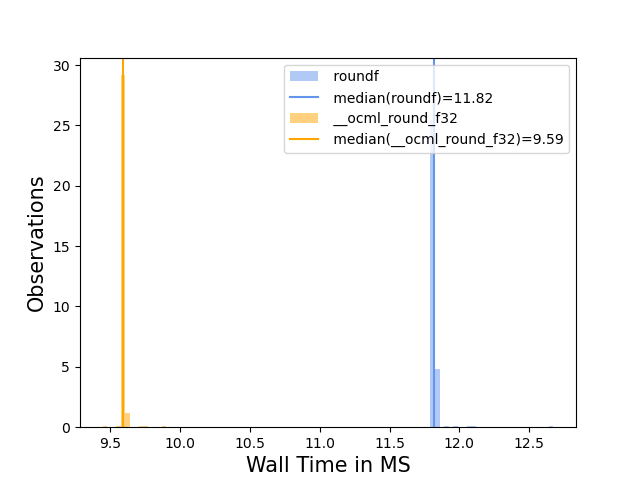 30
25
20
15
10
5
0
Observations
roundf
median(roundf)=11.82
__ocml_round_f32
median(__ocml_round_f32)=9.59
9.5 10.0 10.5 11.0 11.5 12.0 12.5
Wall Time in MS